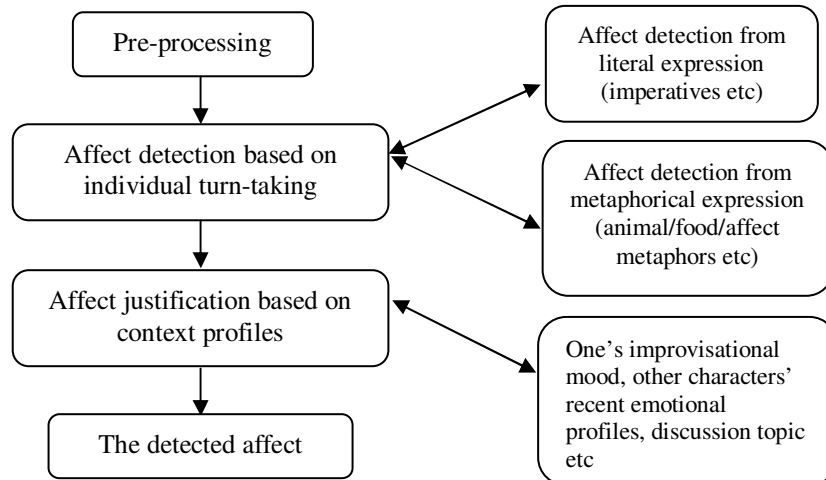 Pre-processing
Affect detection based on
individual turn-taking
Affect justification based on
context profiles
The detected affect
Affect detection from
literal expression
(imperatives etc)
Affect detection from
metaphorical expression
(animal/food/affect
metaphors etc)
One's improvisational
mood, other characters'
recent emotional
profiles, discussion topic
etc